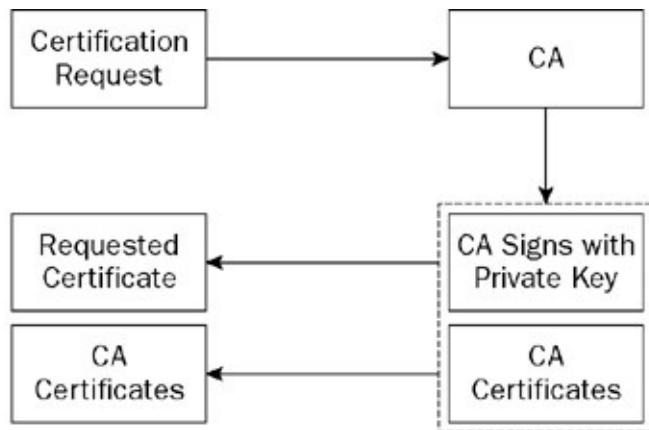 Certification
Request
CA
Requested
Certificate
CA Signs with
Private Key
CA
Certificates
CA
Certificates